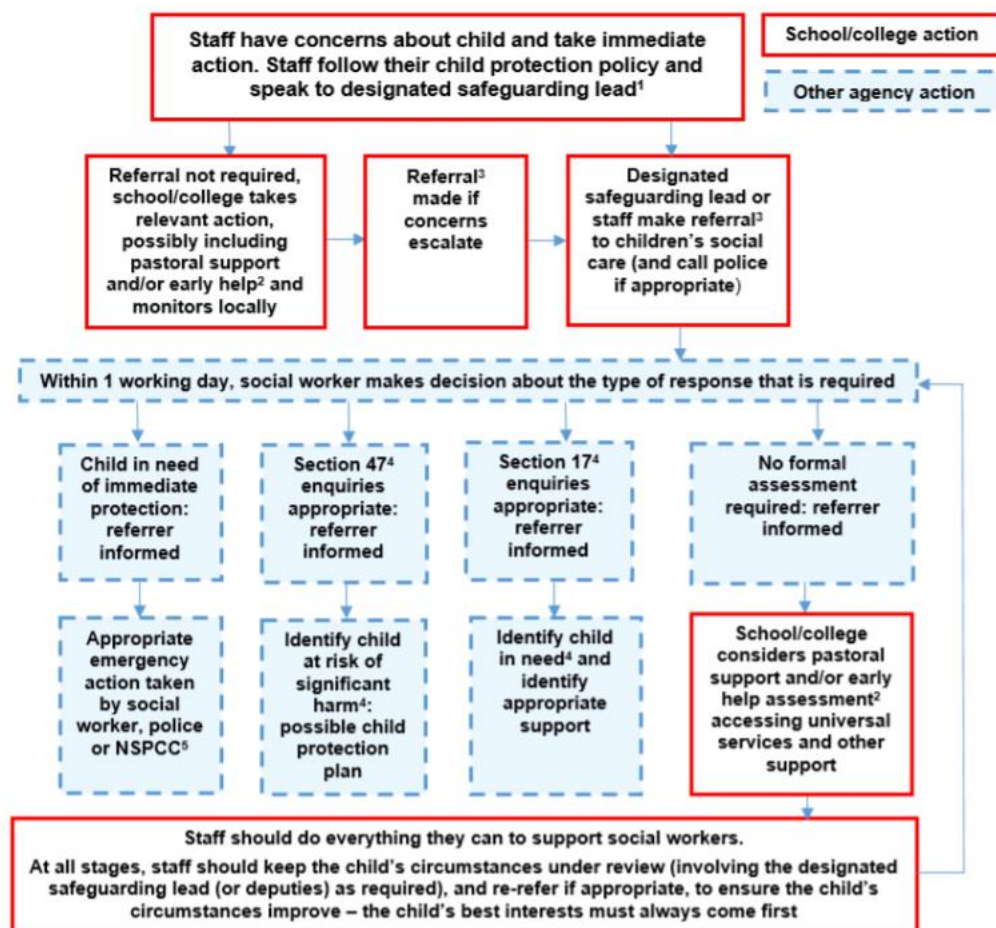 Staff have concerns about child and take immediate
action. Staff follow their child protection policy and
speak to designated safeguarding lead¹
School/college action
Other agency action
Referral not required,
school/college takes
relevant action,
possibly including
pastoral support
and/or early help² and
monitors locally
Referral³
made if
concerns
escalate
Designated
safeguarding lead or
staff make referral³
to children's social
care (and call police
if appropriate)
Within 1 working day, social worker makes decision about the type of response that is required
Child in need
of immediate
protection:
referrer
informed
Section 47⁴
enquiries
appropriate:
referrer
informed
Section 17⁴
enquiries
appropriate:
referrer
informed
No formal
assessment
required: referrer
informed
Appropriate
emergency
action taken
by social
worker, police
or NSPCC⁵
Identify child
at risk of
significant
harm⁴:
possible child
protection
plan
Identify child
in need⁴ and
identify
appropriate
support
School/college
considers pastoral
support and/or early
help assessment²
accessing universal
services and other
support
Staff should do everything they can to support social workers.
At all stages, staff should keep the child's circumstances under review (involving the designated
safeguarding lead (or deputies) as required), and re-refer if appropriate, to ensure the child's
circumstances improve – the child's best interests must always come first